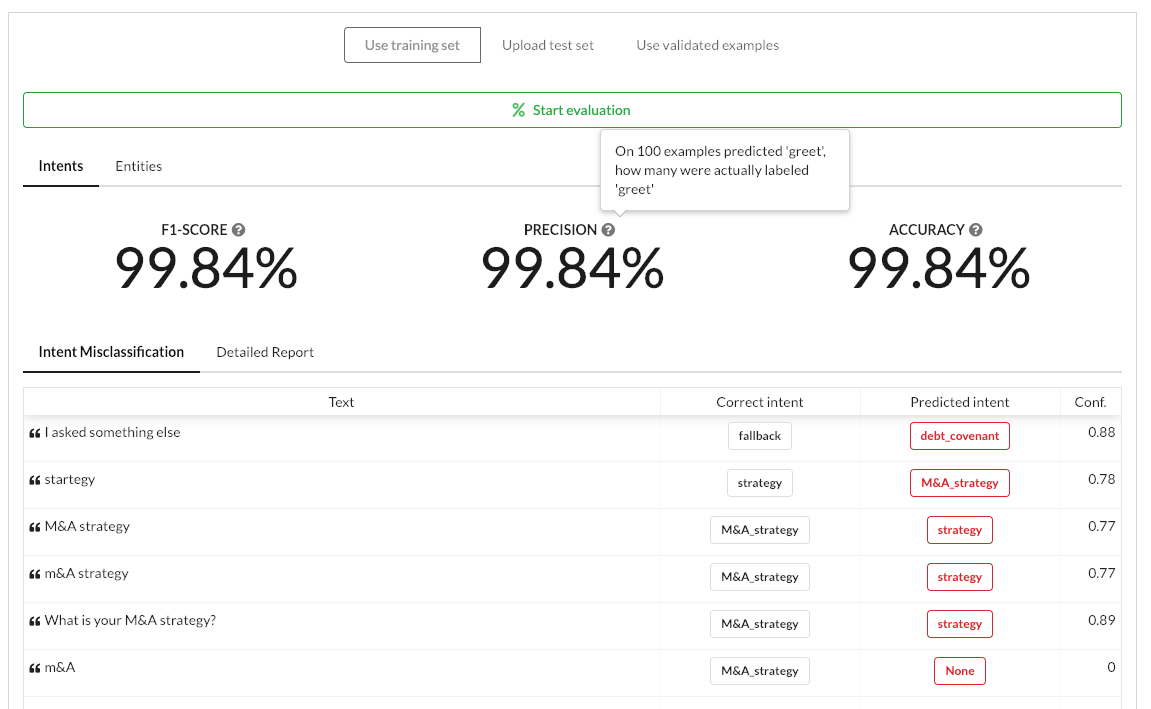 Use training set Upload test set Use validated examples
% Start evaluation
Intents Entities
On 100 examples predicted 'greet',
how many were actually labeled
'greet'
F1-SCORE ? PRECISION ? ACCURACY ?
99.84% 99.84% 99.84%
Intent Misclassification Detailed Report
Text Correct intent Predicted intent Conf.
“ I asked something else fallback debt_covenant 0.88
“ startegy strategy M&A_strategy 0.78
“ M&A strategy M&A_strategy strategy 0.77
“ m&A strategy M&A_strategy strategy 0.77
“ What is your M&A strategy? M&A_strategy strategy 0.89
“ m&A M&A_strategy None 0